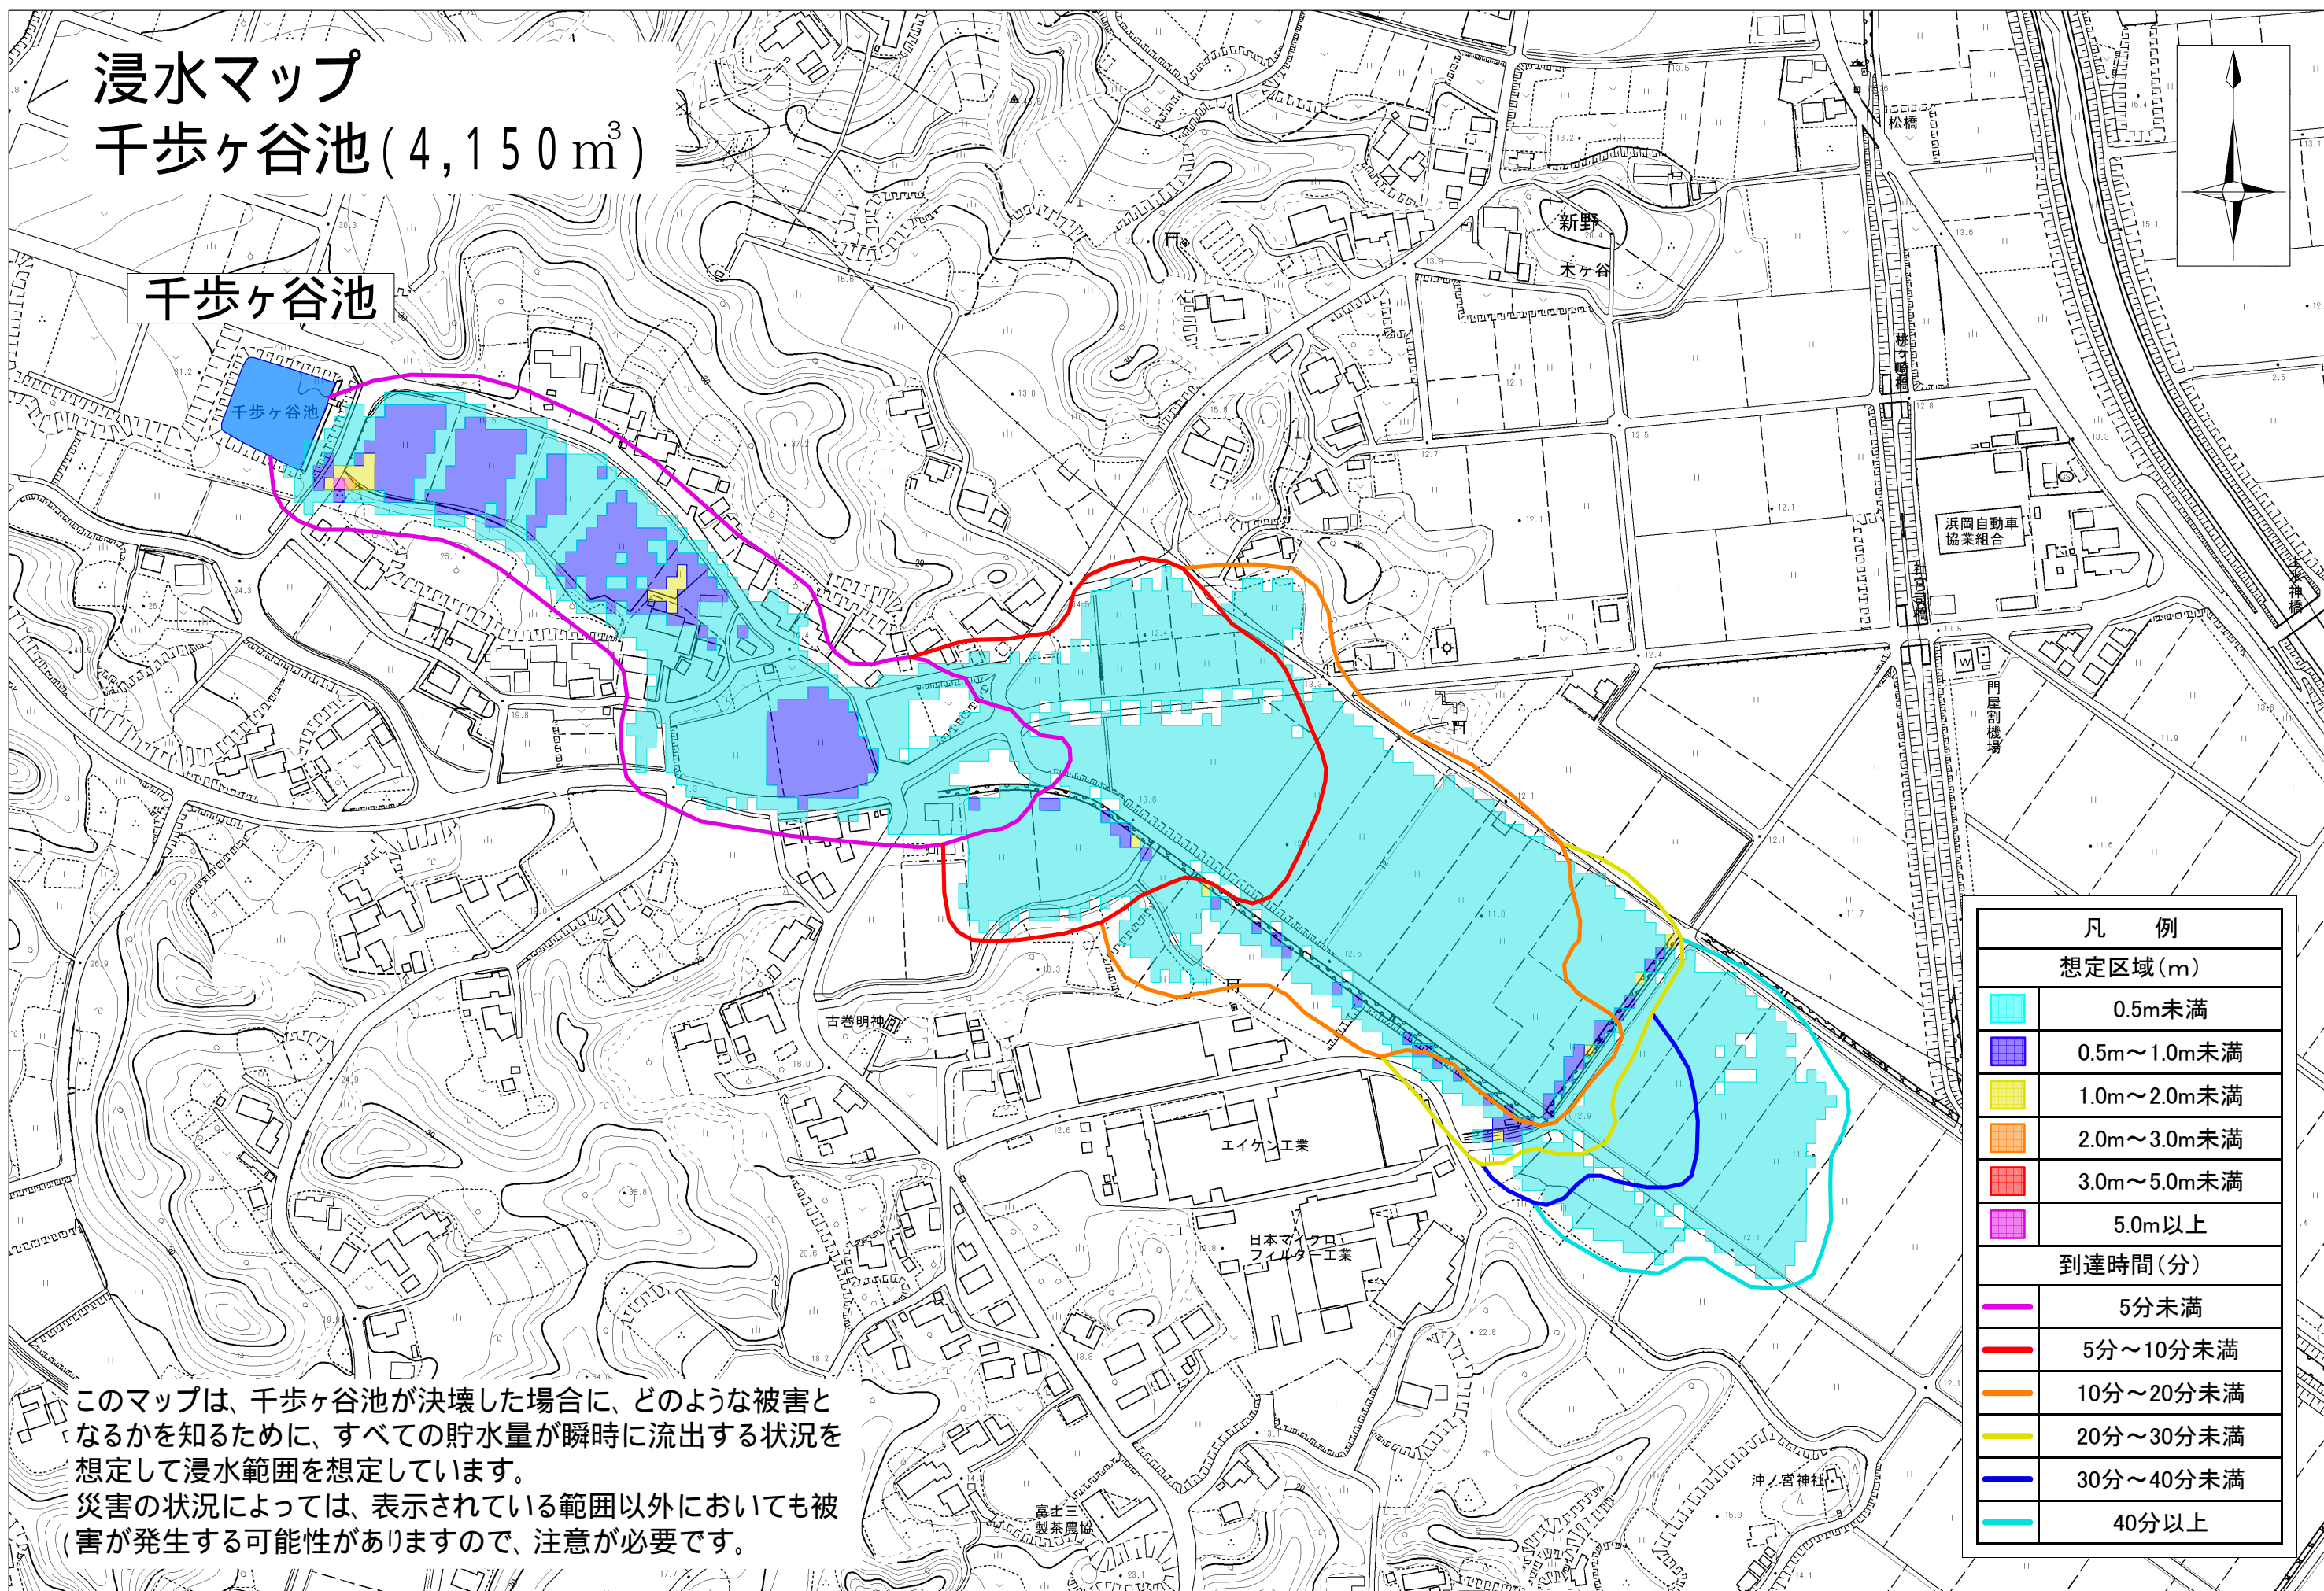 浸水マップ
千歩ヶ谷池(4,150㎥)
千歩ヶ谷池
千歩ヶ谷池
新野
木ヶ谷
松橋
桃ヶ崎橋
浜岡自動車
協業組合
社宮司橋
水神橋
門屋割機場
古巻明神
エイケン工業
日本マイクロ
フィルター工業
富士三
製茶農協
沖ノ宮神社
凡 例
想定区域(m)
0.5m未満
0.5m～1.0m未満
1.0m～2.0m未満
2.0m～3.0m未満
3.0m～5.0m未満
5.0m以上
到達時間(分)
5分未満
5分～10分未満
10分～20分未満
20分～30分未満
30分～40分未満
40分以上
このマップは、千歩ヶ谷池が決壊した場合に、どのような被害と
なるかを知るために、すべての貯水量が瞬時に流出する状況を
想定して浸水範囲を想定しています。
災害の状況によっては、表示されている範囲以外においても被
害が発生する可能性がありますので、注意が必要です。